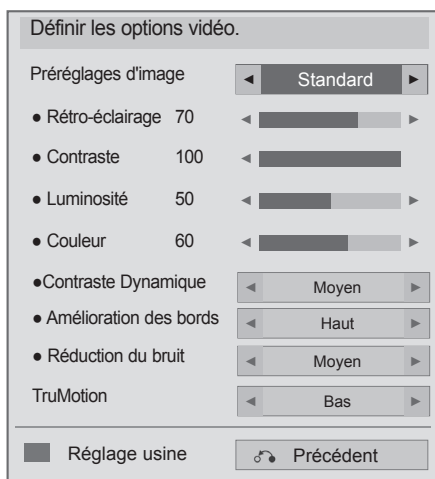 Définir les options vidéo.
Préréglages d'image ◄ Standard ►
● Rétro-éclairage 70
● Contraste 100
● Luminosité 50
● Couleur 60
●Contraste Dynamique ◄ Moyen ►
● Amélioration des bords ◄ Haut ►
● Réduction du bruit ◄ Moyen ►
TruMotion ◄ Bas ►
Réglage usine Précédent